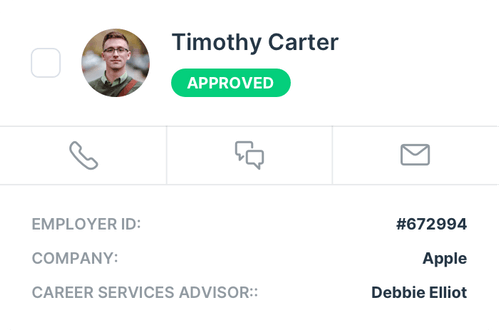 Timothy Carter
APPROVED
EMPLOYER ID: #672994
COMPANY: Apple
CAREER SERVICES ADVISOR:: Debbie Elliot